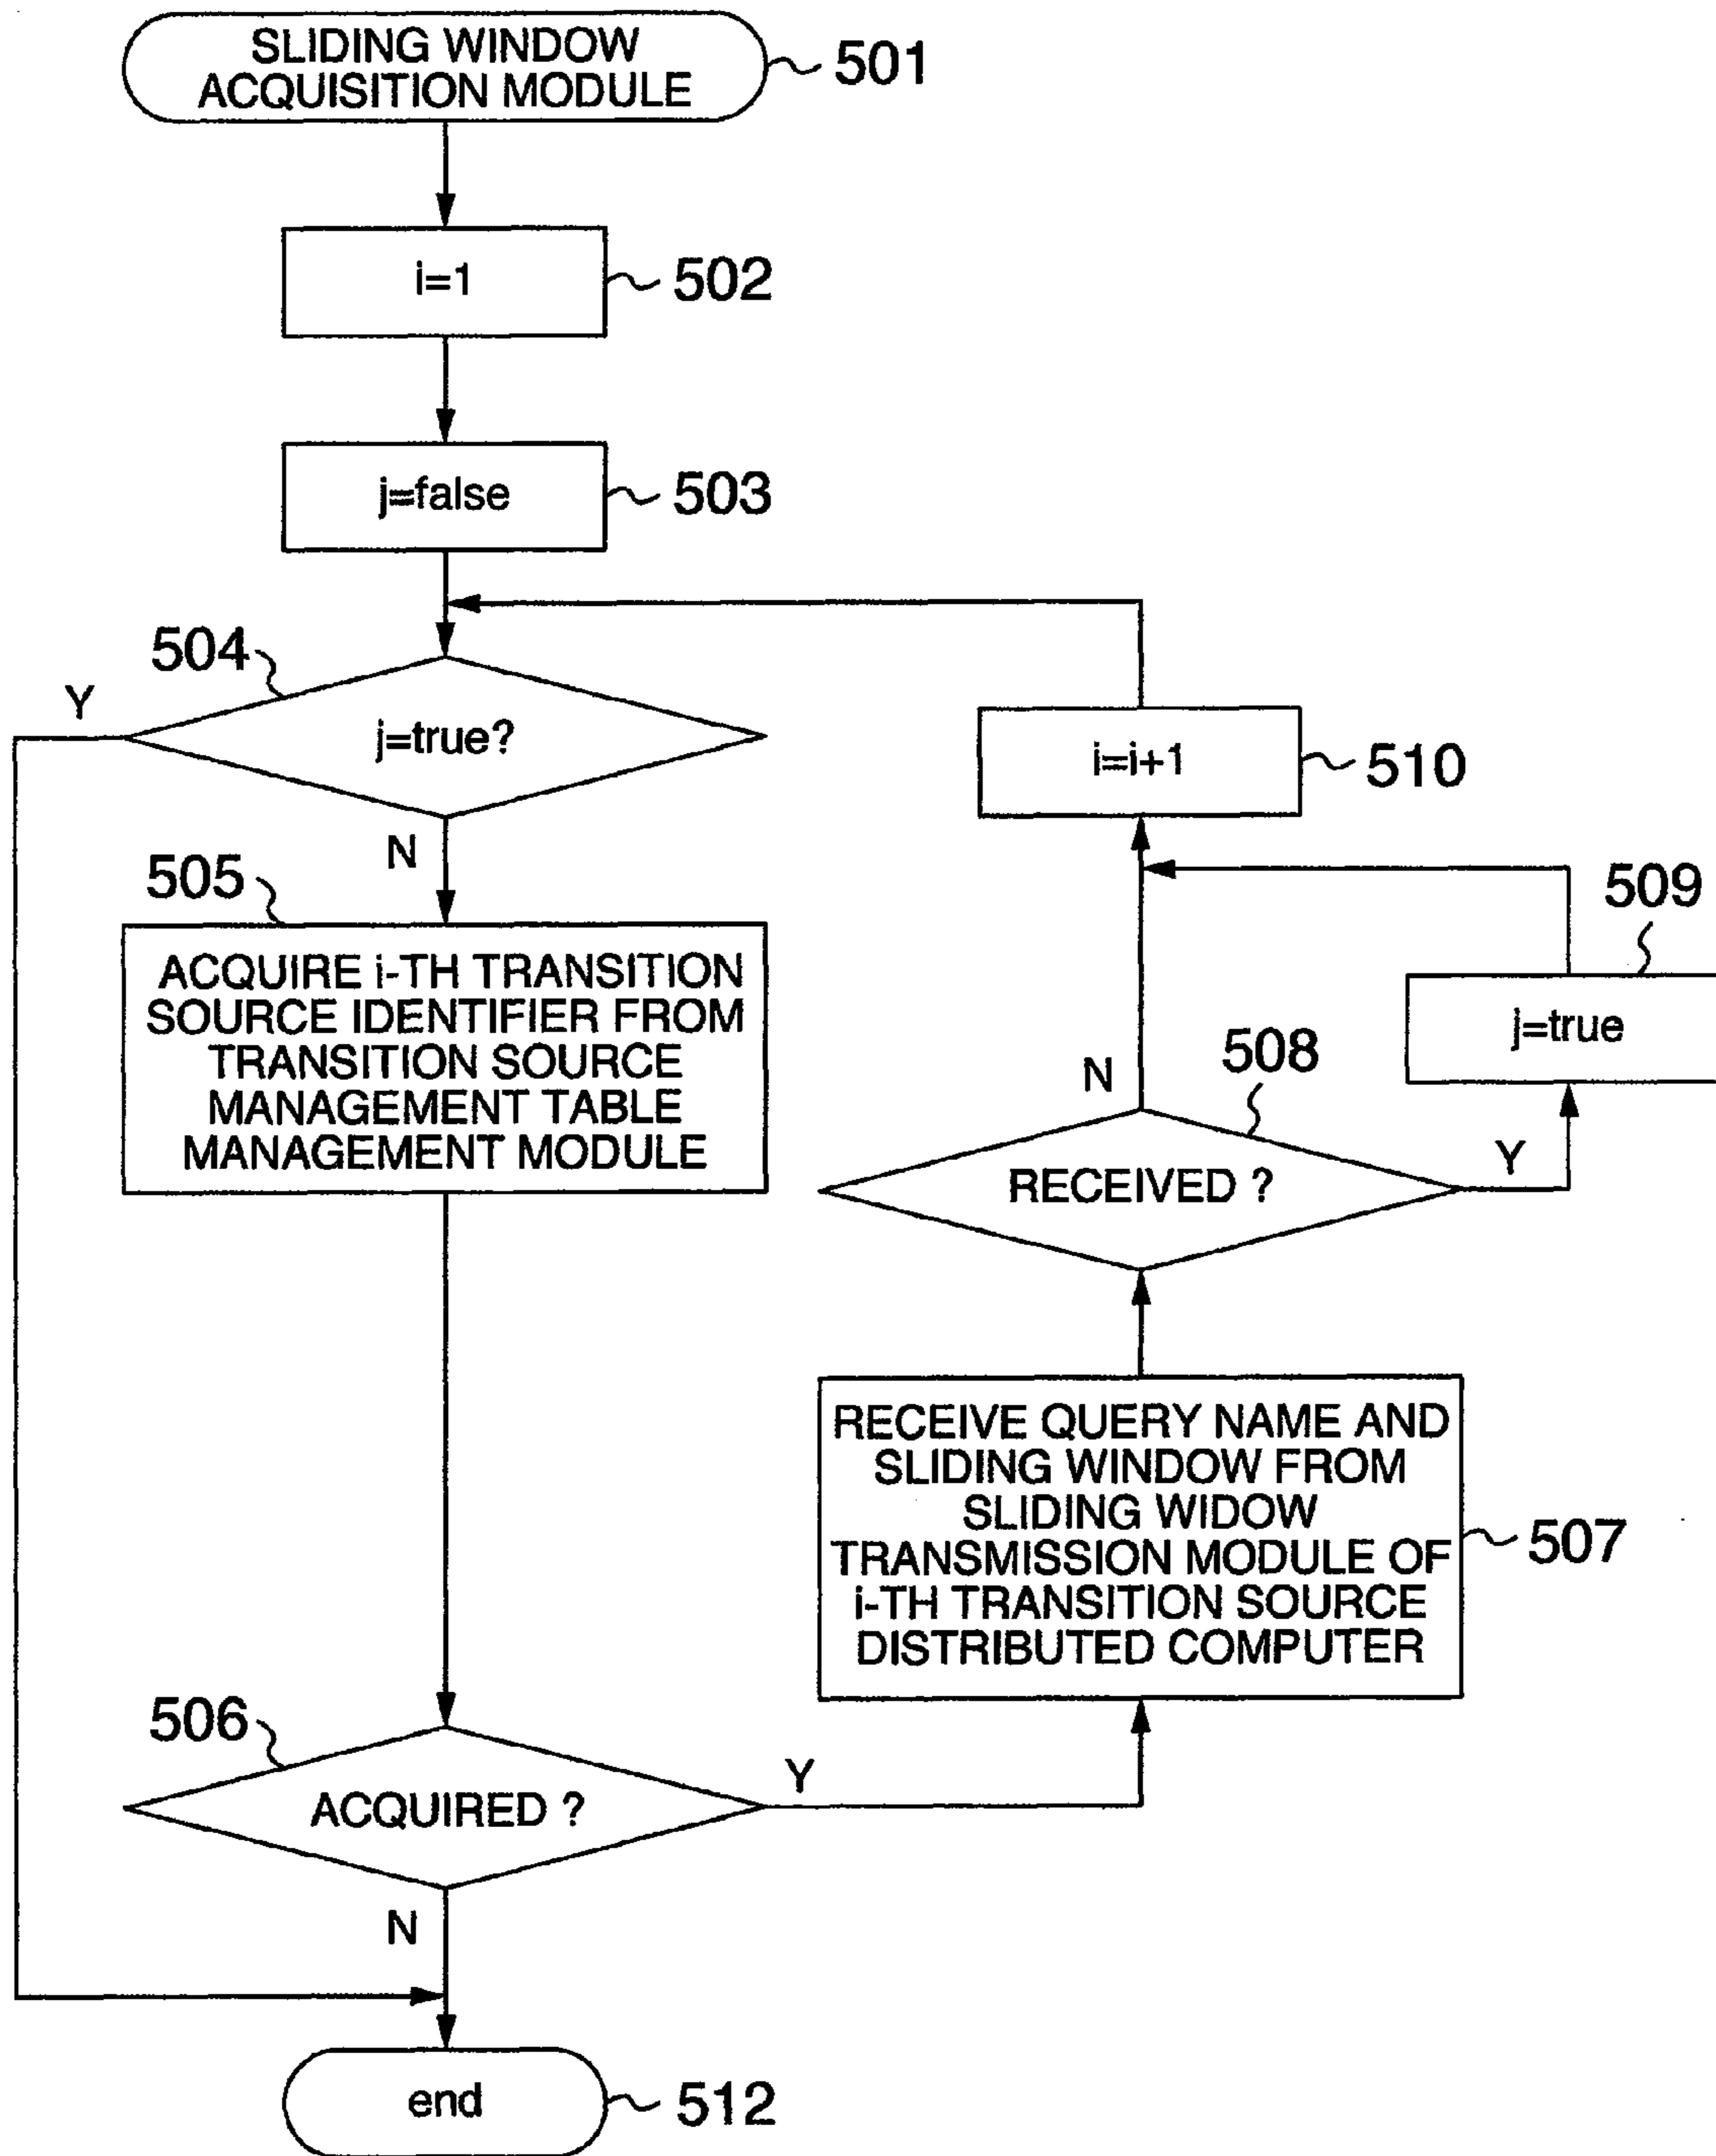 SLIDING WINDOW
ACQUISITION MODULE
501
i=1
502
j=false
503
504
Y
j=true?
N
i=i+1
510
505
ACQUIRE i-TH TRANSITION
SOURCE IDENTIFIER FROM
TRANSITION SOURCE
MANAGEMENT TABLE
MANAGEMENT MODULE
509
j=true
508
N
RECEIVED ?
Y
RECEIVE QUERY NAME AND
SLIDING WINDOW FROM
SLIDING WIDOW
TRANSMISSION MODULE OF
i-TH TRANSITION SOURCE
DISTRIBUTED COMPUTER
507
506
ACQUIRED ?
Y
N
end
512